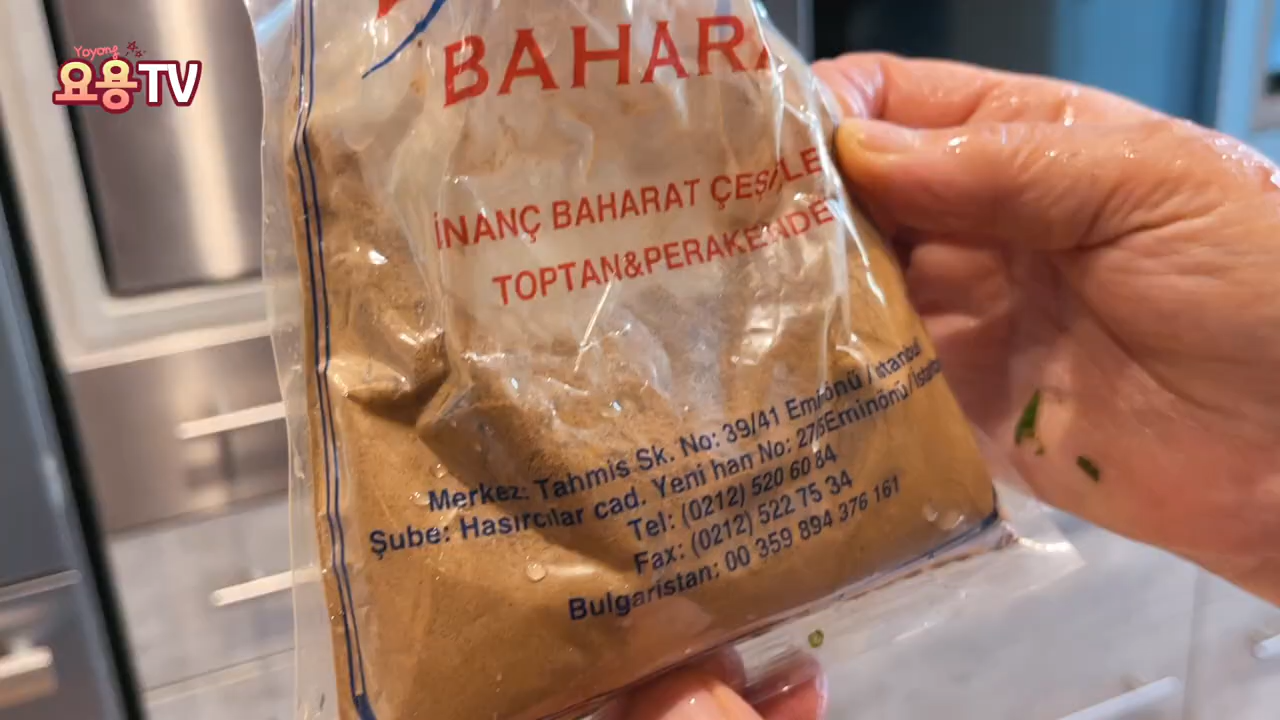 Yoyong
요용TV
BAHARA
İNANÇ BAHARAT ÇEŞİTLE
TOPTAN&PERAKENDE
Merkez: Tahmis Sk. No: 39/41 Eminönü / İstanbul
Şube: Hasırcılar cad. Yeni han No: 27/5 Eminönü / İstanbu
Tel: (0212) 520 60 84
Fax: (0212) 522 75 34
Bulgaristan: 00 359 894 376 161